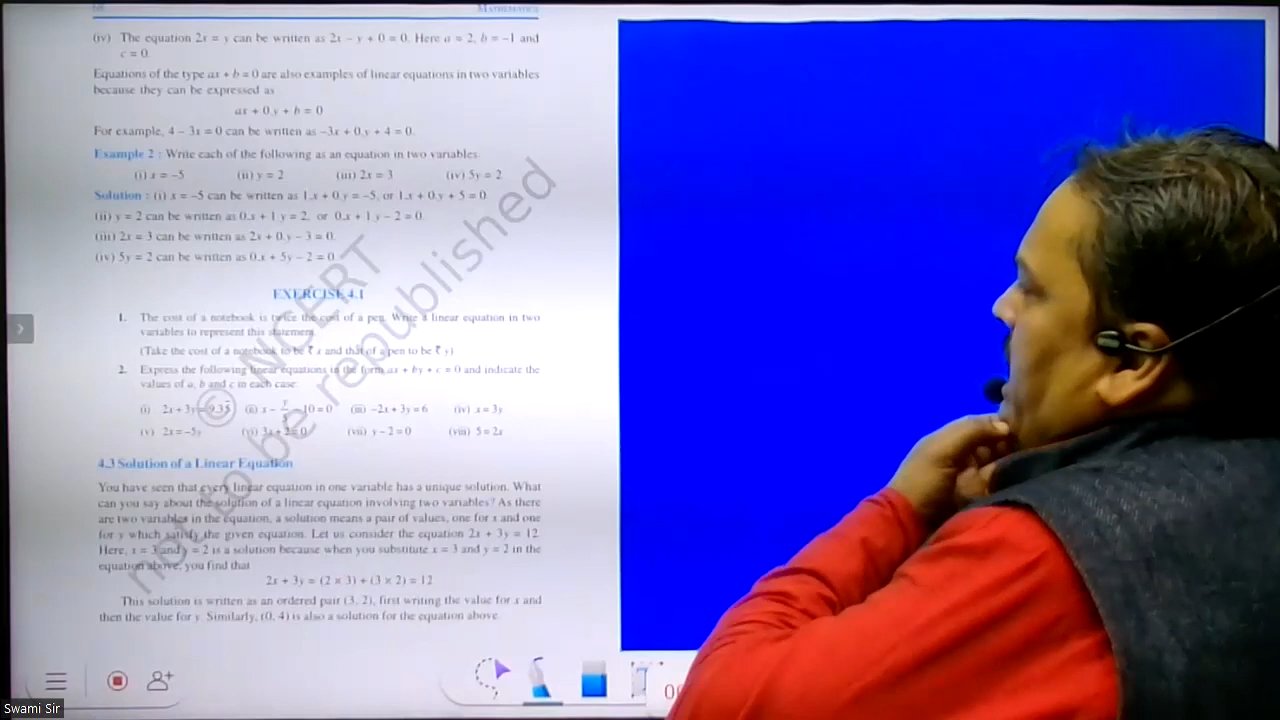 68 MATHEMATICS
(iv) The equation 2x = y can be written as 2x – y + 0 = 0. Here a = 2, b = –1 and
c = 0.
Equations of the type ax + b = 0 are also examples of linear equations in two variables
because they can be expressed as
ax + 0.y + b = 0
For example, 4 – 3x = 0 can be written as –3x + 0.y + 4 = 0.
Example 2 : Write each of the following as an equation in two variables:
(i) x = –5 (ii) y = 2 (iii) 2x = 3 (iv) 5y = 2
Solution : (i) x = –5 can be written as 1.x + 0.y = –5, or 1.x + 0.y + 5 = 0.
(ii) y = 2 can be written as 0.x + 1.y = 2, or 0.x + 1.y – 2 = 0.
(iii) 2x = 3 can be written as 2x + 0.y – 3 = 0.
(iv) 5y = 2 can be written as 0.x + 5y – 2 = 0.
EXERCISE 4.1
1. The cost of a notebook is twice the cost of a pen. Write a linear equation in two
variables to represent this statement.
(Take the cost of a notebook to be ₹ x and that of a pen to be ₹ y)
2. Express the following linear equations in the form ax + by + c = 0 and indicate the
values of a, b and c in each case:
(i) 2x + 3y = 9.35 (ii) x – y/5 – 10 = 0 (iii) –2x + 3y = 6 (iv) x = 3y
(v) 2x = –5y (vi) 3x + 2 = 0 (vii) y – 2 = 0 (viii) 5 = 2x
4.3 Solution of a Linear Equation
You have seen that every linear equation in one variable has a unique solution. What
can you say about the solution of a linear equation involving two variables? As there
are two variables in the equation, a solution means a pair of values, one for x and one
for y which satisfy the given equation. Let us consider the equation 2x + 3y = 12.
Here, x = 3 and y = 2 is a solution because when you substitute x = 3 and y = 2 in the
equation above, you find that
2x + 3y = (2 × 3) + (3 × 2) = 12
This solution is written as an ordered pair (3, 2), first writing the value for x and
then the value for y. Similarly, (0, 4) is also a solution for the equation above.
© NCERT
not to be republished
Swami Sir